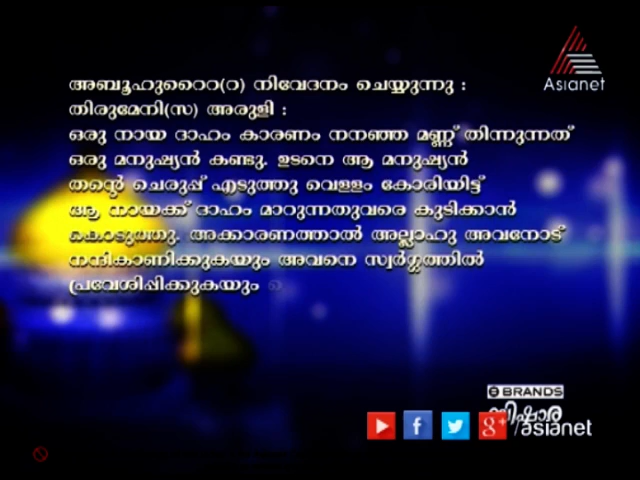 Asianet
അബൂഹുറൈറ(റ) നിവേദനം ചെയ്യുന്നു :
തിരുമേനി(സ) അരുളി :
ഒരു നായ ദാഹം കാരണം നനഞ്ഞ മണ്ണ് തിന്നുന്നത്
ഒരു മനുഷ്യൻ കണ്ടു. ഉടനെ ആ മനുഷ്യൻ
തന്റെ ചെരുപ്പ് എടുത്തു വെള്ളം കോരിയിട്ട്
ആ നായക്ക് ദാഹം മാറുന്നതുവരെ കുടിക്കാൻ
കൊടുത്തു. അക്കാരണത്താൽ അല്ലാഹു അവനോട്
നന്ദികാണിക്കുകയും അവനെ സ്വർഗ്ഗത്തിൽ
പ്രവേശിപ്പിക്കുകയും
BRANDS
/asianet